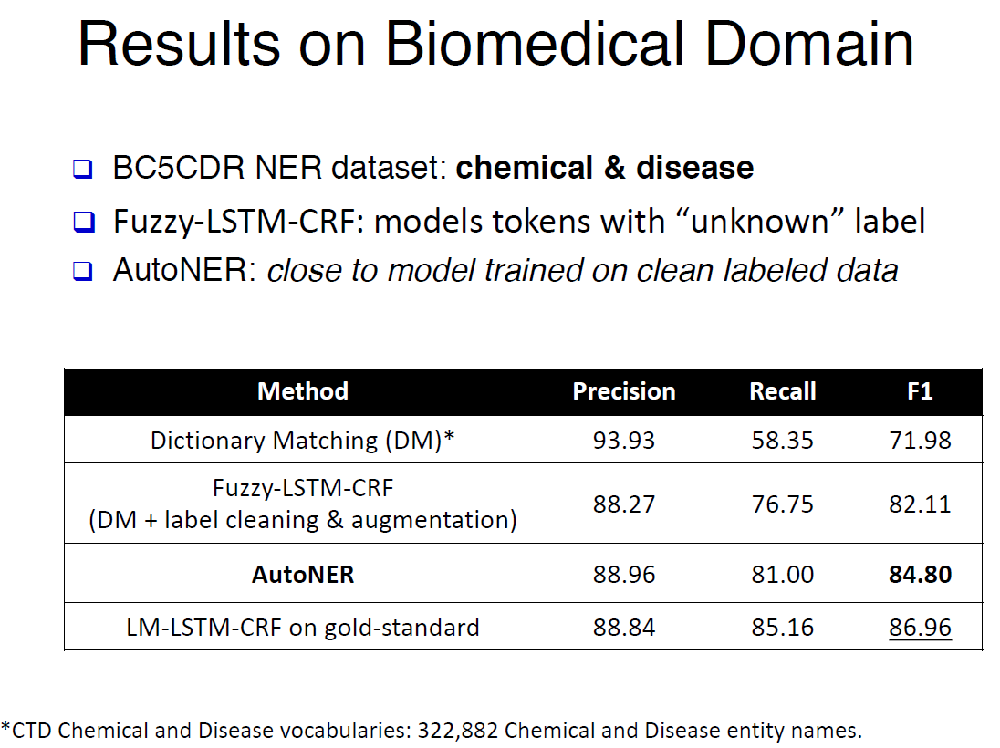 Results on Biomedical Domain
❑ BC5CDR NER dataset: chemical & disease
❑ Fuzzy-LSTM-CRF: models tokens with “unknown” label
❑ AutoNER: close to model trained on clean labeled data
Method Precision Recall F1
Dictionary Matching (DM)* 93.93 58.35 71.98
Fuzzy-LSTM-CRF
(DM + label cleaning & augmentation) 88.27 76.75 82.11
AutoNER 88.96 81.00 84.80
LM-LSTM-CRF on gold-standard 88.84 85.16 86.96
*CTD Chemical and Disease vocabularies: 322,882 Chemical and Disease entity names.